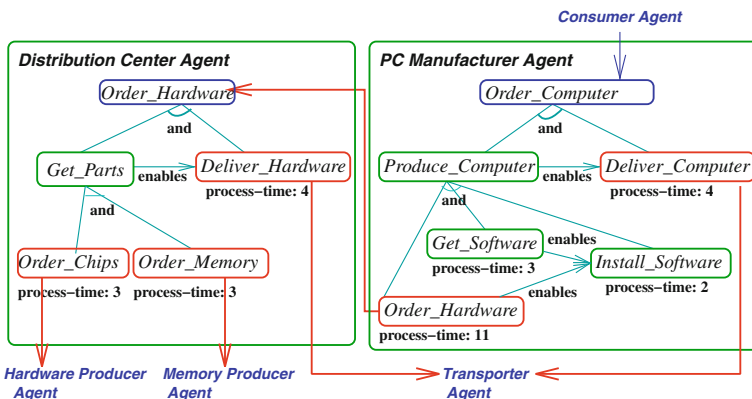 Consumer Agent
Distribution Center Agent
PC Manufacturer Agent
Order_Hardware
Order_Computer
and
and
Get_Parts
enables
Deliver_Hardware
process-time: 4
Produce_Computer
enables
Deliver_Computer
process-time: 4
and
and
Get_Software
process-time: 3
enables
Order_Chips
process-time: 3
Order_Memory
process-time: 3
Install_Software
process-time: 2
enables
Order_Hardware
process-time: 11
Hardware Producer
Agent
Memory Producer
Agent
Transporter
Agent